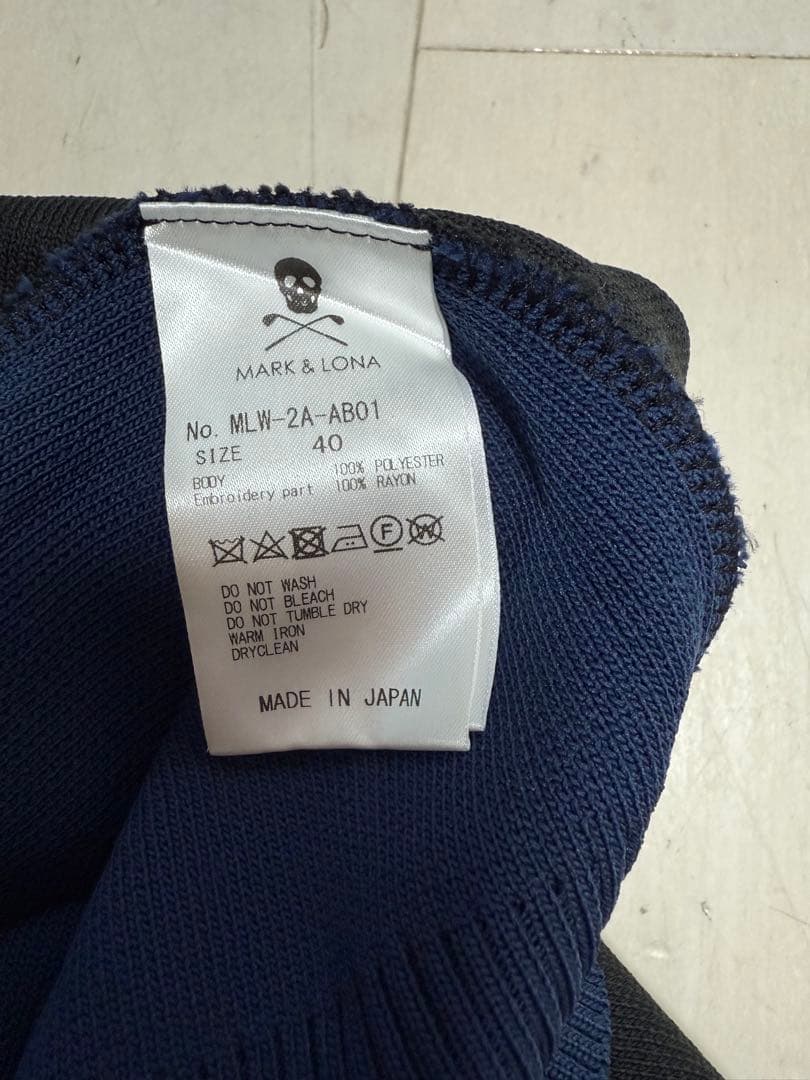 MARK & LONA
No. MLW-2A-AB01
SIZE 40
BODY 100% POLYESTER
Embroidery part 100% RAYON
F W
DO NOT WASH
DO NOT BLEACH
DO NOT TUMBLE DRY
WARM IRON
DRYCLEAN
MADE IN JAPAN